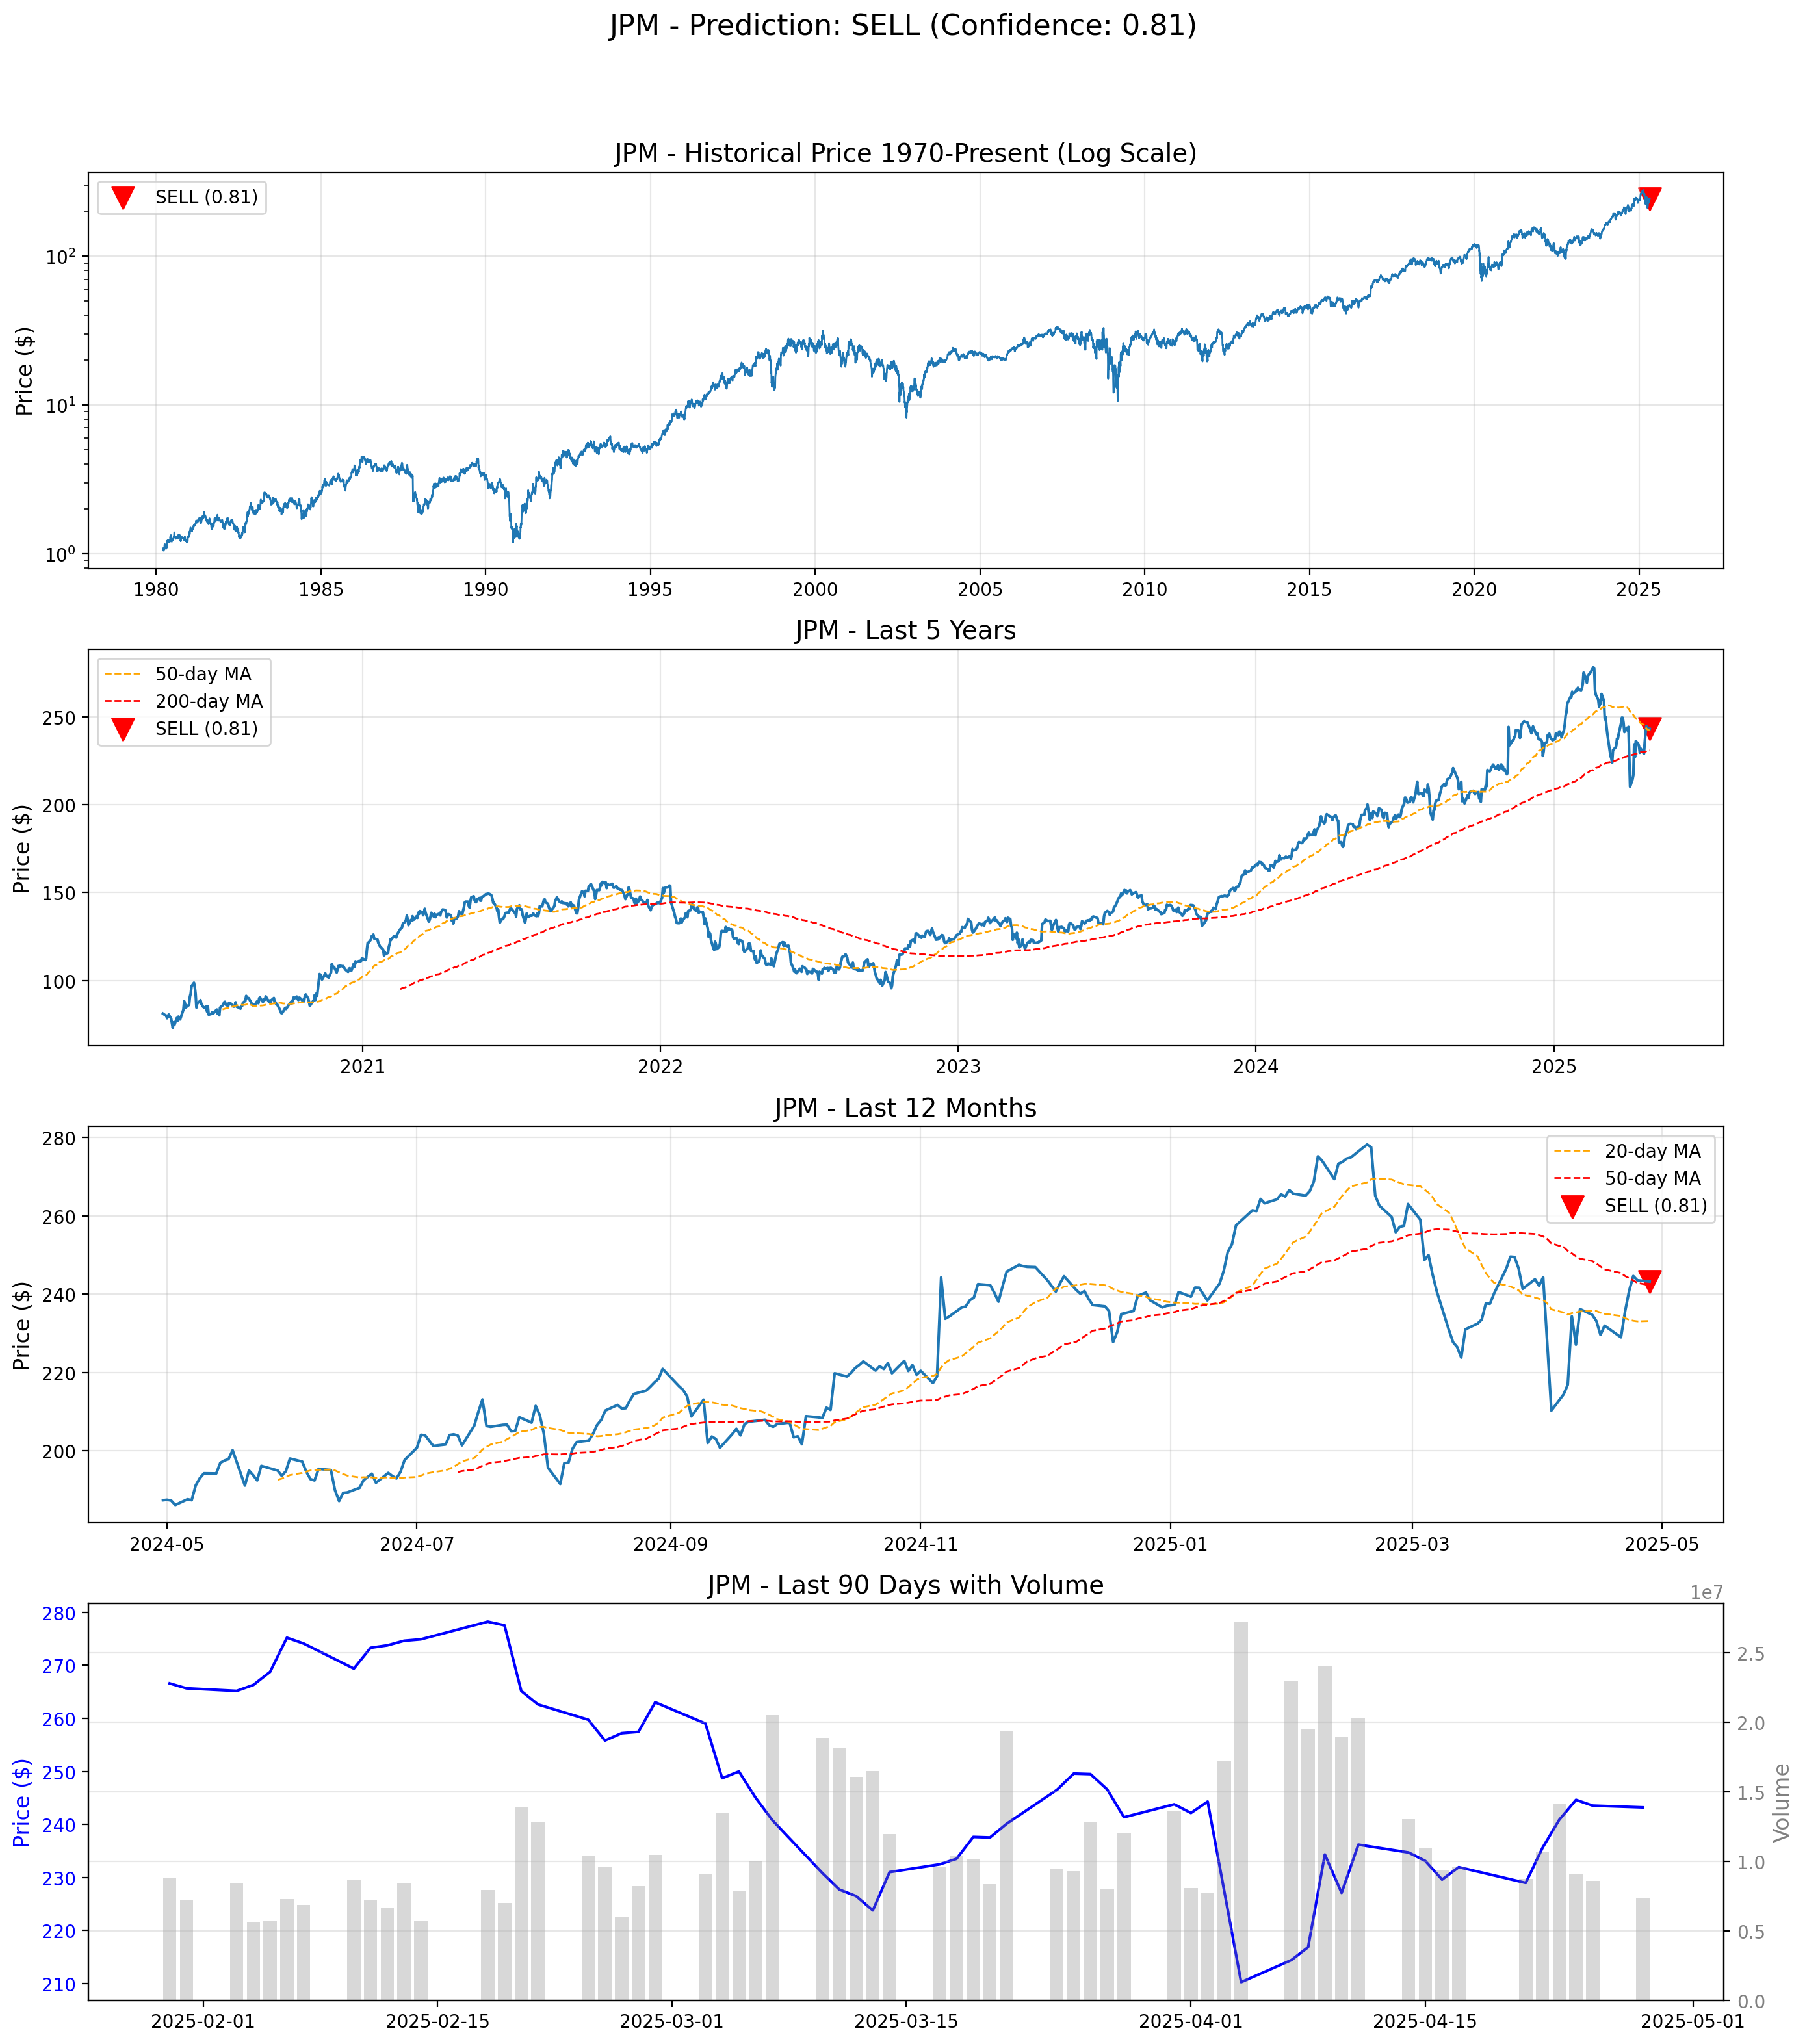 JPM - Prediction: SELL (Confidence: 0.81)
JPM - Historical Price 1970-Present (Log Scale)
SELL (0.81)
Price ($)
10²
10¹
10⁰
1980 1985 1990 1995 2000 2005 2010 2015 2020 2025
JPM - Last 5 Years
50-day MA
200-day MA
SELL (0.81)
Price ($)
250
200
150
100
2021 2022 2023 2024 2025
JPM - Last 12 Months
20-day MA
50-day MA
SELL (0.81)
Price ($)
280
260
240
220
200
2024-05 2024-07 2024-09 2024-11 2025-01 2025-03 2025-05
JPM - Last 90 Days with Volume
1e7
Price ($)
280
270
260
250
240
230
220
210
2.5
2.0
1.5
1.0
0.5
0.0
Volume
2025-02-01 2025-02-15 2025-03-01 2025-03-15 2025-04-01 2025-04-15 2025-05-01